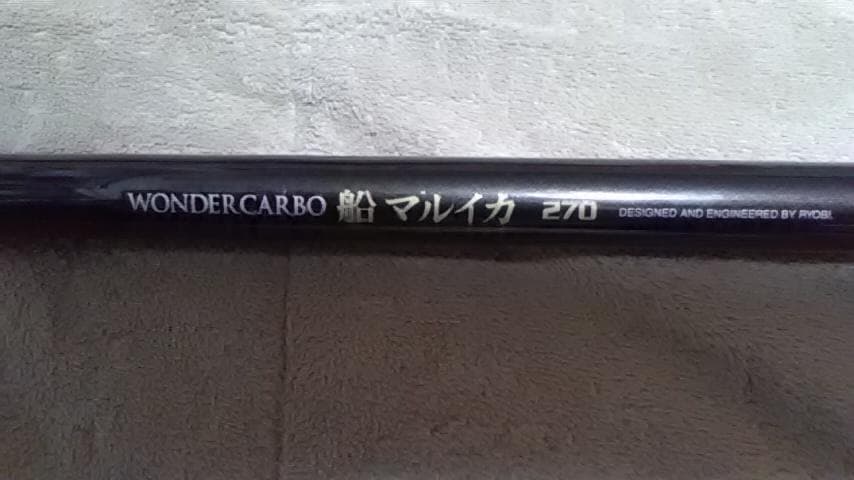 WONDERCARBO 船 マルイカ 270 DESIGNED AND ENGINEERED BY RYOBI.